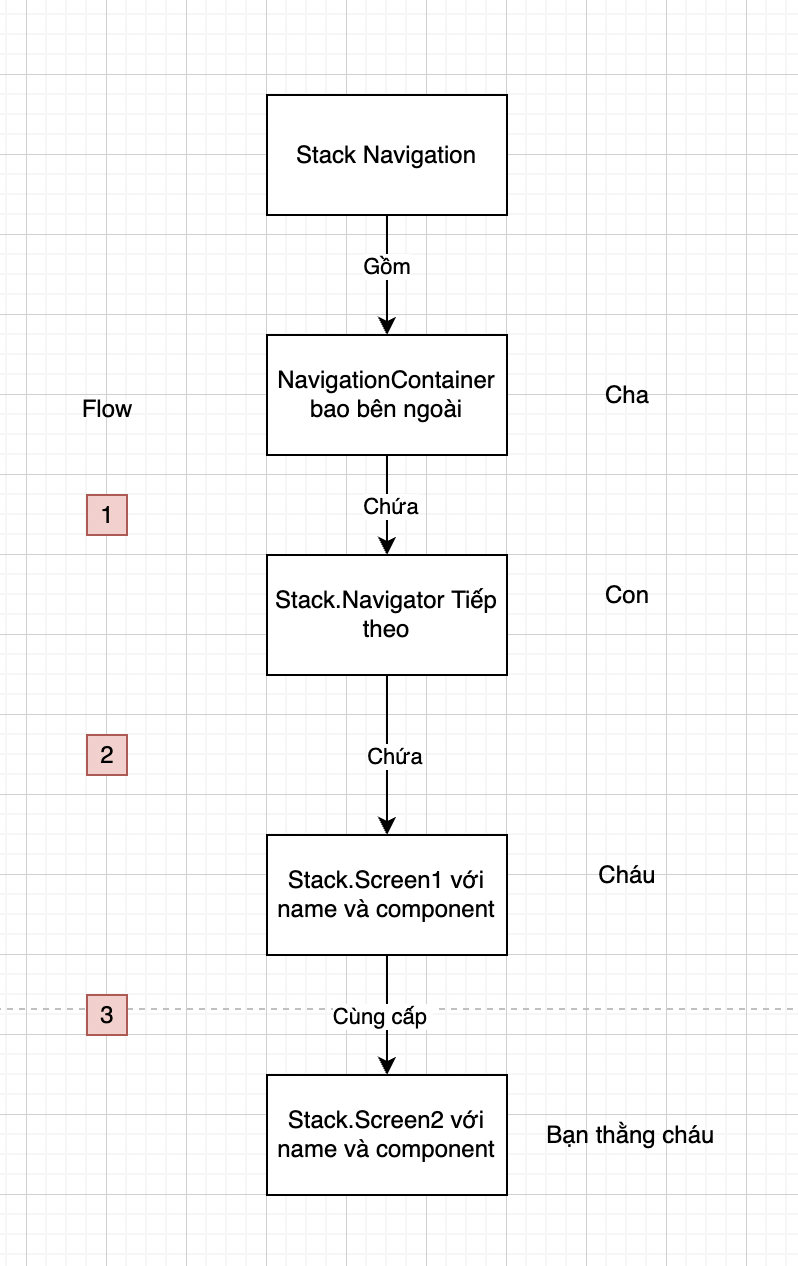 Stack Navigation
Gồm
NavigationContainer
bao bên ngoài
Cha
Flow
1
Chứa
Stack.Navigator Tiếp
theo
Con
2
Chứa
Stack.Screen1 với
name và component
Cháu
3
Cùng cấp
Stack.Screen2 với
name và component
Bạn thằng cháu